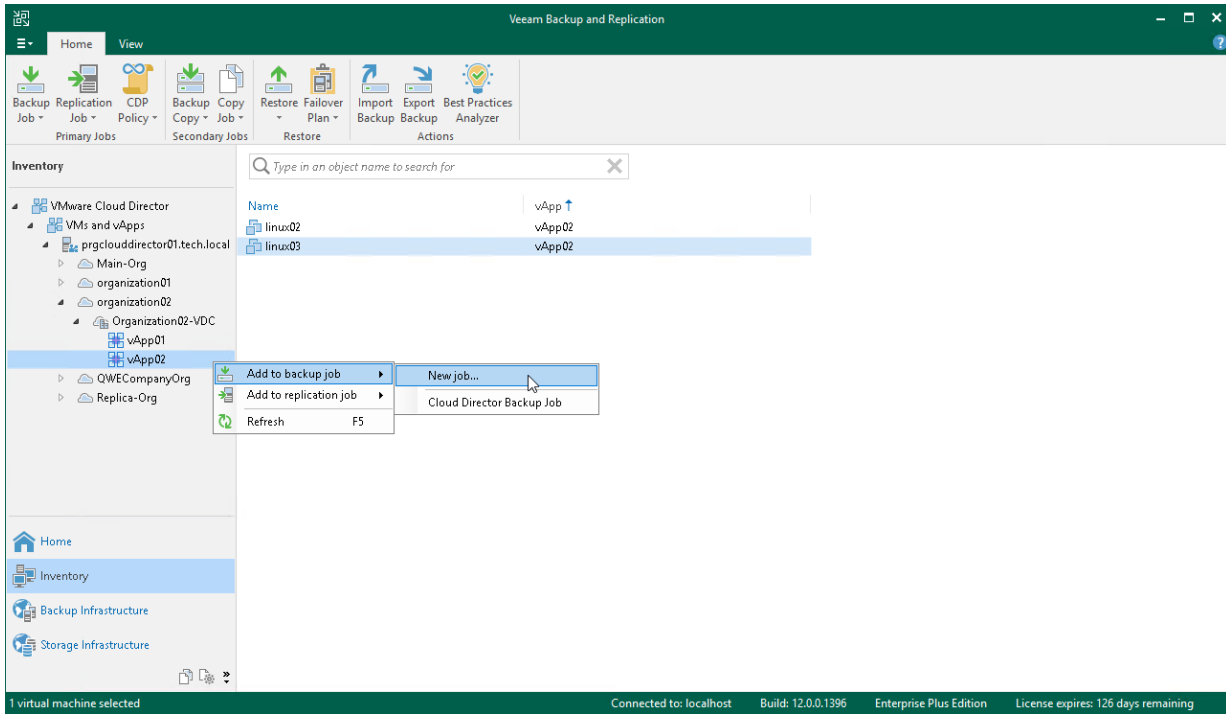 Veeam Backup and Replication
Home View
Backup Job Replication Job CDP Policy Backup Copy Copy Job Restore Failover Plan Import Backup Export Backup Best Practices Analyzer
Primary Jobs Secondary Jobs Restore Actions
Inventory
Type in an object name to search for
VMware Cloud Director
VMs and vApps
prgclouddirector01.tech.local
Main-Org
organization01
organization02
Organization02-VDC
vApp01
vApp02
QWECompanyOrg
Replica-Org
Name vApp
linux02 vApp02
linux03 vApp02
Add to backup job
Add to replication job
Refresh F5
New job...
Cloud Director Backup Job
Home
Inventory
Backup Infrastructure
Storage Infrastructure
1 virtual machine selected Connected to: localhost Build: 12.0.0.1396 Enterprise Plus Edition License expires: 126 days remaining